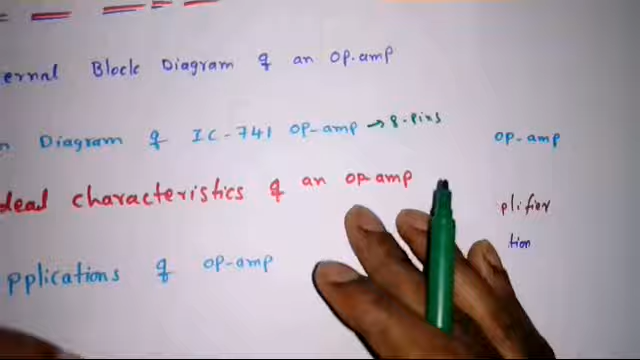 ernal Block Diagram of an Op.amp
n Diagram of IC-741 Op-amp → 8-pins
op-amp
deal characteristics of an op-amp
plifier
tion
pplications of op-amp